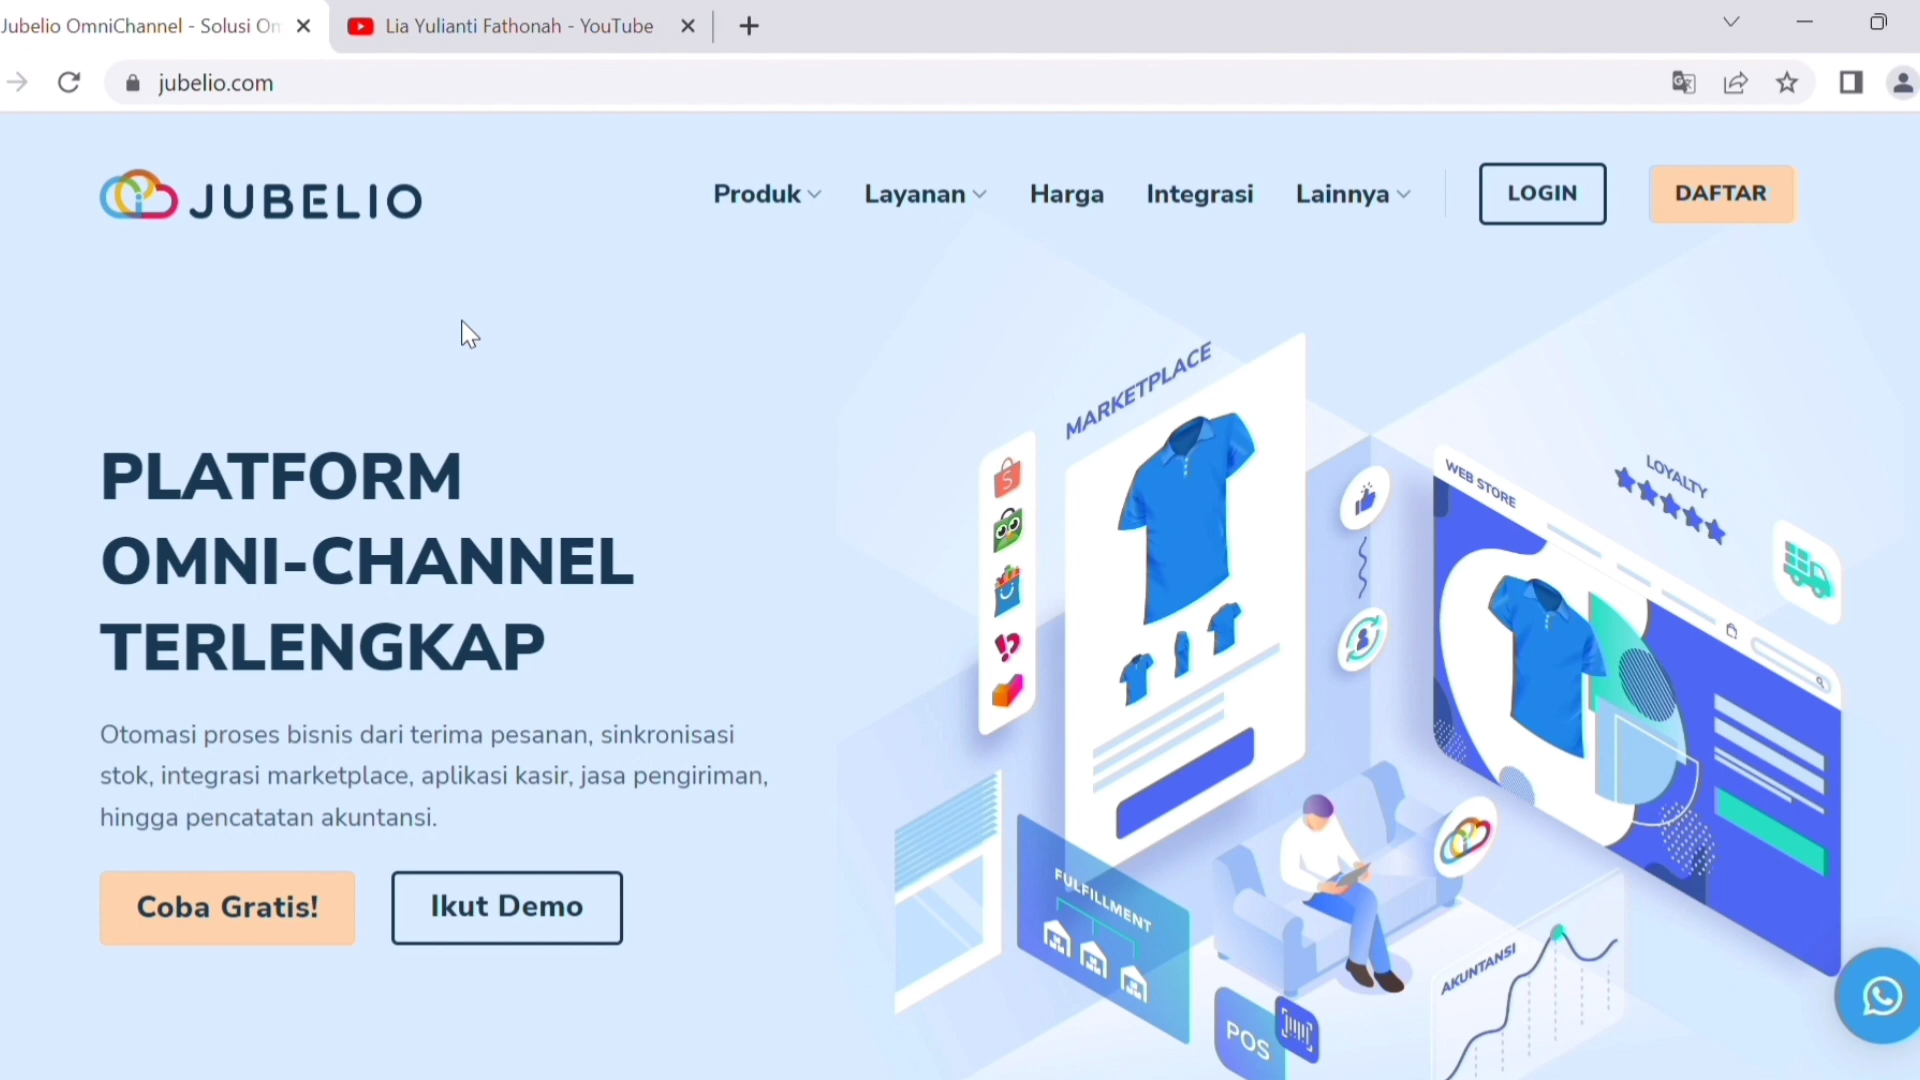 Jubelio OmniChannel - Solusi Om
Lia Yulianti Fathonah - YouTube
jubelio.com
JUBELIO
Produk
Layanan
Harga
Integrasi
Lainnya
LOGIN
DAFTAR
PLATFORM
OMNI-CHANNEL
TERLENGKAP
Otomasi proses bisnis dari terima pesanan, sinkronisasi
stok, integrasi marketplace, aplikasi kasir, jasa pengiriman,
hingga pencatatan akuntansi.
Coba Gratis!
Ikut Demo
MARKETPLACE
WEB STORE
LOYALTY
FULFILLMENT
AKUNTANSI
POS